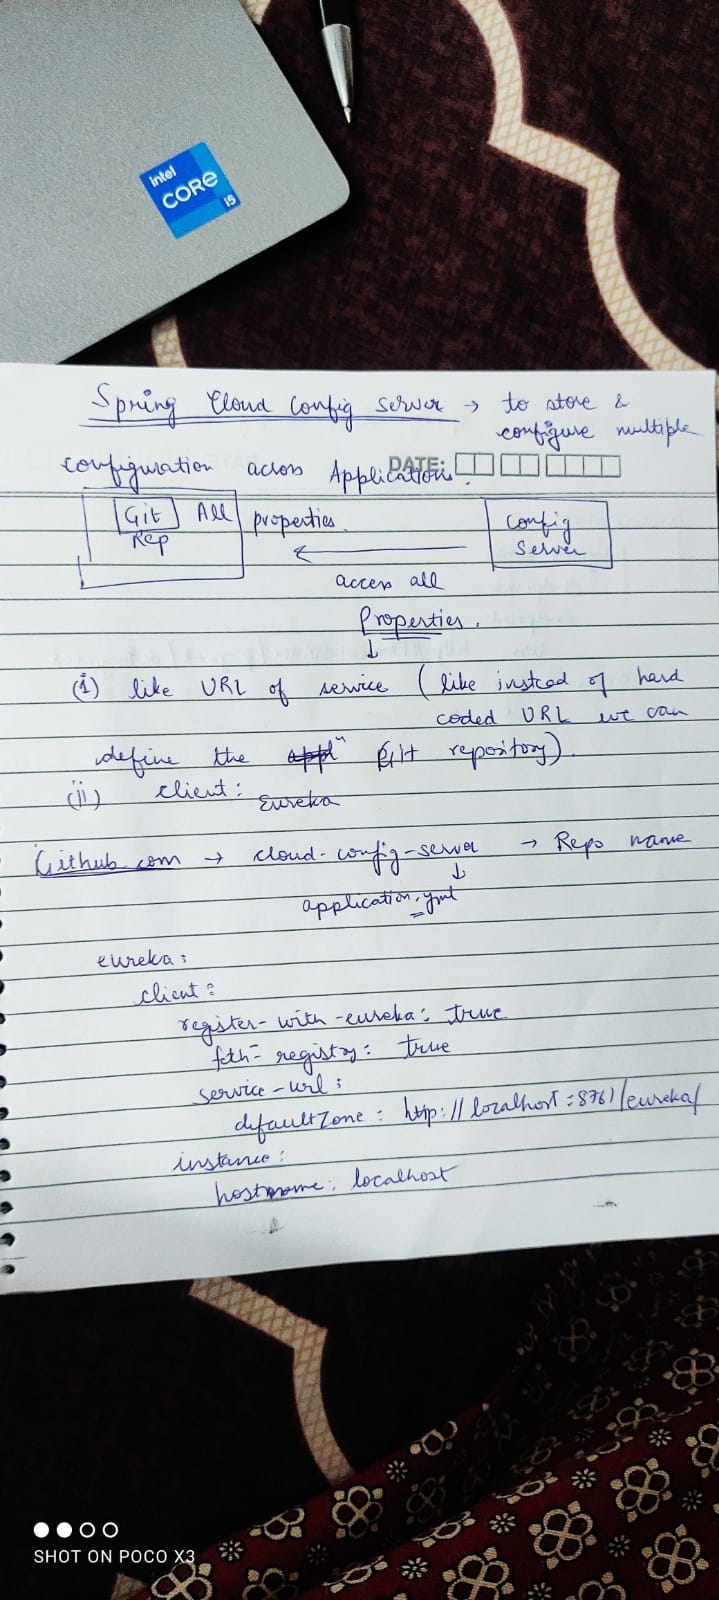 intel
CORE
i5
Spring Cloud Config Server → to store &
configure multiple
configuration across Applications.
DATE:
Git All properties.
Rep
Config
Server
access all
Properties.
(i) like URL of service (like instead of hard
coded URL we can
define the Git repository).
(ii) client:
Eureka
Github.com → cloud-config-server → Repo name
application.yml
eureka:
client:
register-with-eureka: true
feth-registry: true
service-url:
defaultZone: http://localhost:8761/eureka/
instance:
hostname: localhost
SHOT ON POCO X3